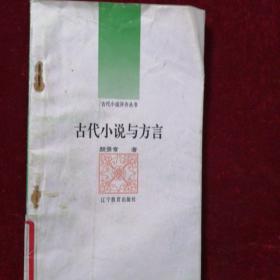 古代小说评介丛书
古代小说与方言
颜景常 著
辽宁教育出版社